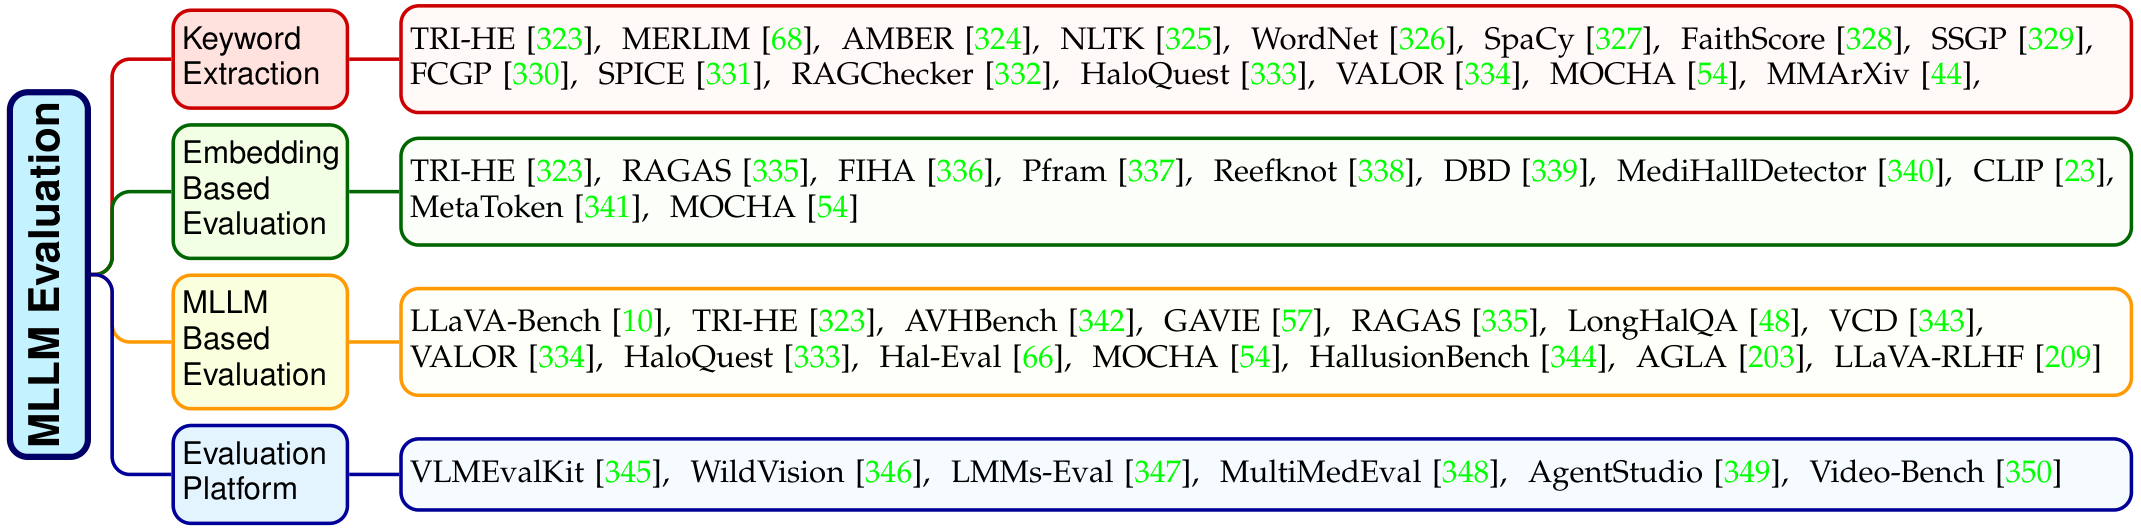 MLLM Evaluation
Keyword
Extraction
TRI-HE [323], MERLIM [68], AMBER [324], NLTK [325], WordNet [326], SpaCy [327], FaithScore [328], SSGP [329],
FCGP [330], SPICE [331], RAGChecker [332], HaloQuest [333], VALOR [334], MOCHA [54], MMArXiv [44],
Embedding
Based
Evaluation
TRI-HE [323], RAGAS [335], FIHA [336], Pfram [337], Reefknot [338], DBD [339], MediHallDetector [340], CLIP [23],
MetaToken [341], MOCHA [54]
MLLM
Based
Evaluation
LLaVA-Bench [10], TRI-HE [323], AVHBench [342], GAVIE [57], RAGAS [335], LongHalQA [48], VCD [343],
VALOR [334], HaloQuest [333], Hal-Eval [66], MOCHA [54], HallusionBench [344], AGLA [203], LLaVA-RLHF [209]
Evaluation
Platform
VLMEvalKit [345], WildVision [346], LMMs-Eval [347], MultiMedEval [348], AgentStudio [349], Video-Bench [350]